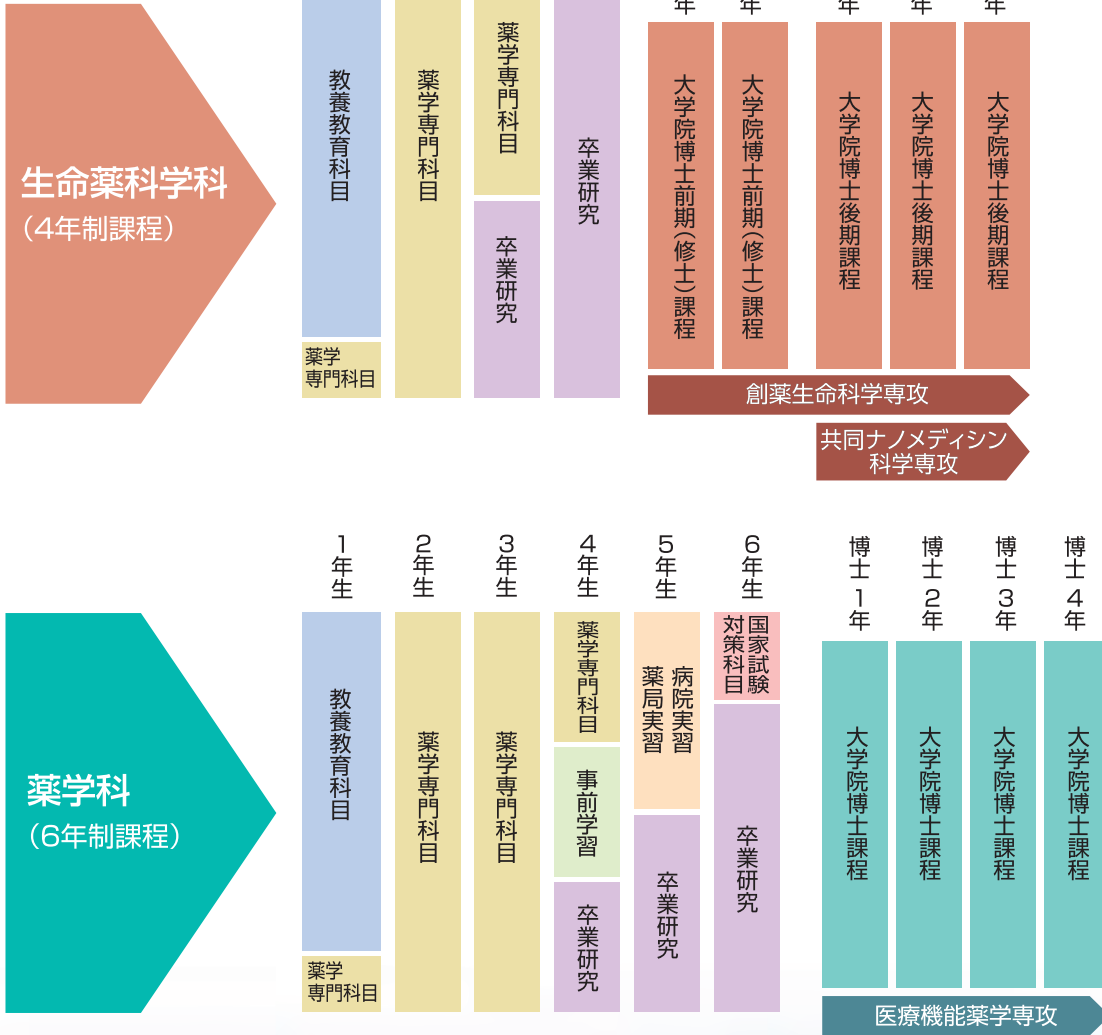 年
年
年
年
年
生命薬科学科
（4年制課程）
教養教育科目
薬学
専門科目
薬学専門科目
薬学専門科目
卒業研究
卒業研究
大学院博士前期（修士）課程
大学院博士前期（修士）課程
大学院博士後期課程
大学院博士後期課程
大学院博士後期課程
創薬生命科学専攻
共同ナノメディシン
科学専攻
1年生
2年生
3年生
4年生
5年生
6年生
博士1年
博士2年
博士3年
博士4年
薬学科
（6年制課程）
教養教育科目
薬学
専門科目
薬学専門科目
薬学専門科目
薬学専門科目
事前学習
卒業研究
病院実習
薬局実習
卒業研究
国家試験
対策科目
卒業研究
大学院博士課程
大学院博士課程
大学院博士課程
大学院博士課程
医療機能薬学専攻